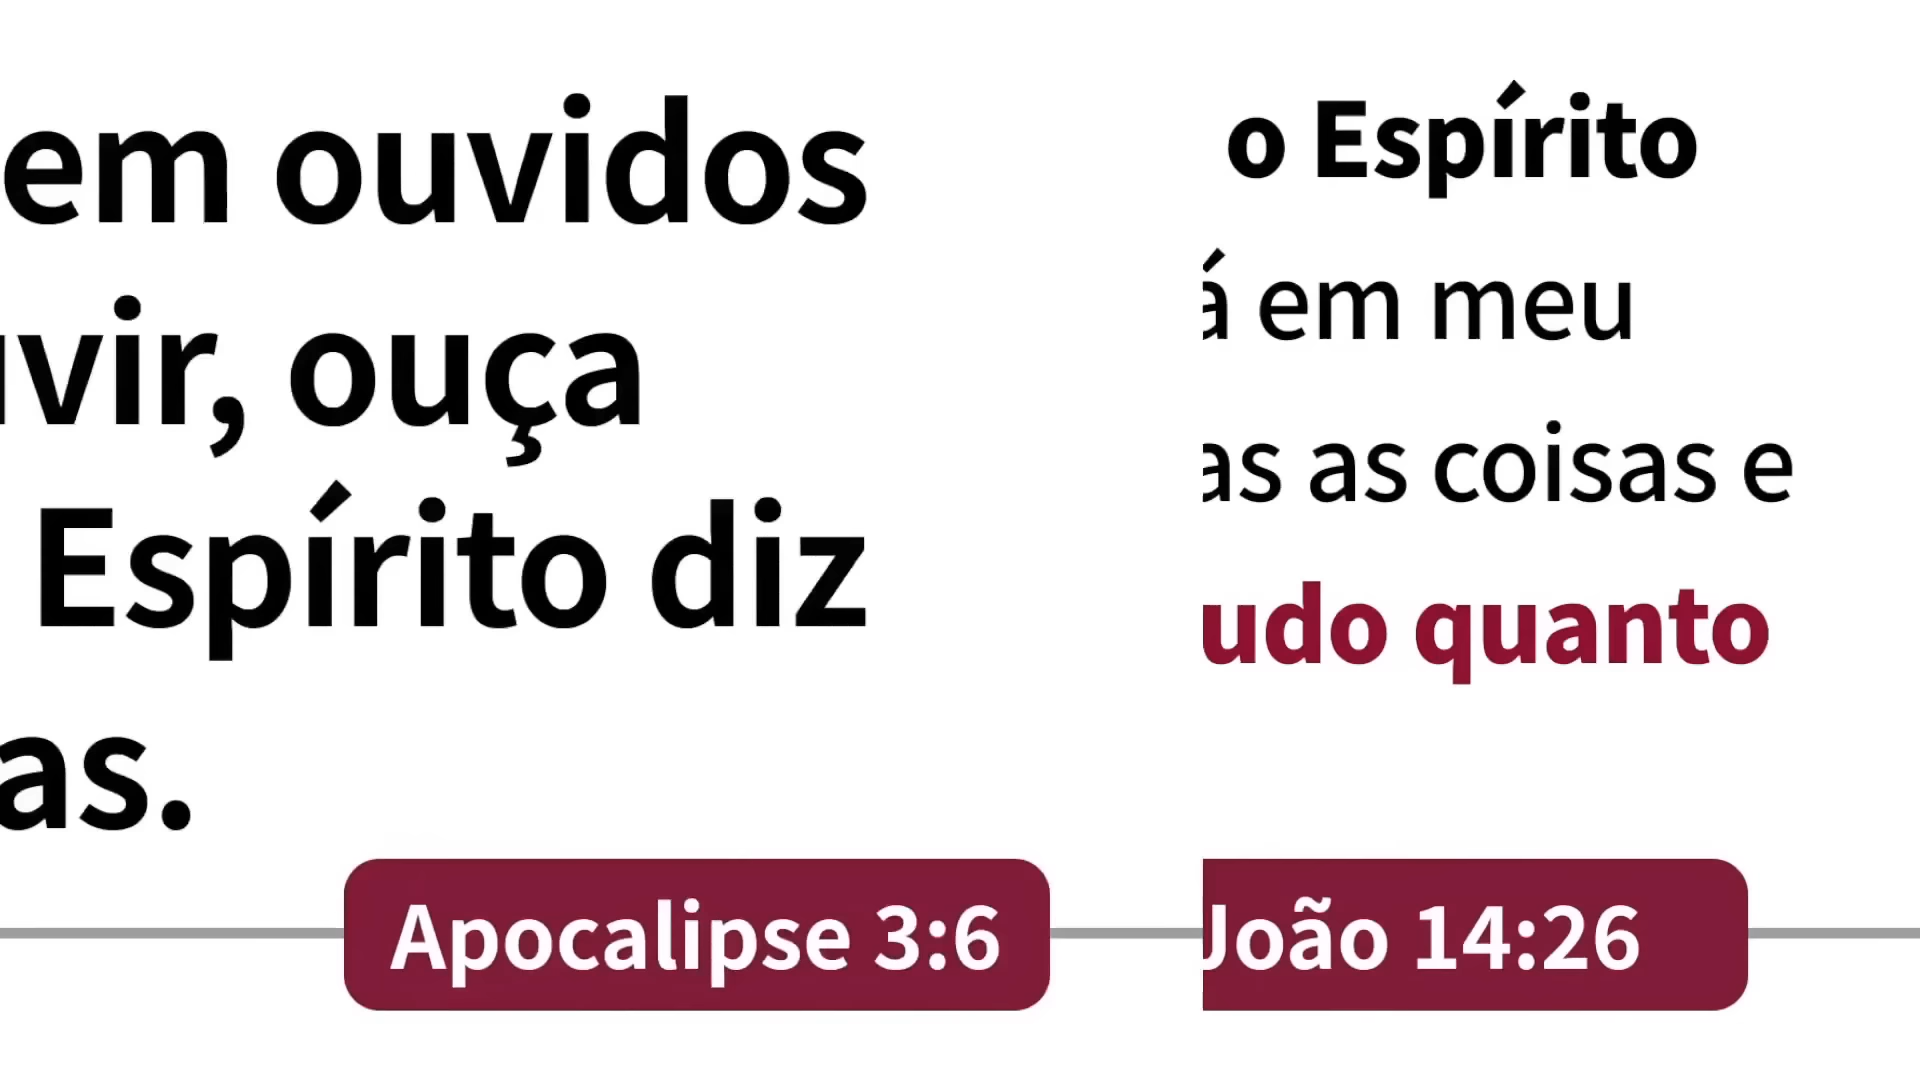 em ouvidos
vir, ouça
Espírito diz
as.
Apocalipse 3:6
o Espírito
á em meu
as as coisas e
udo quanto
João 14:26